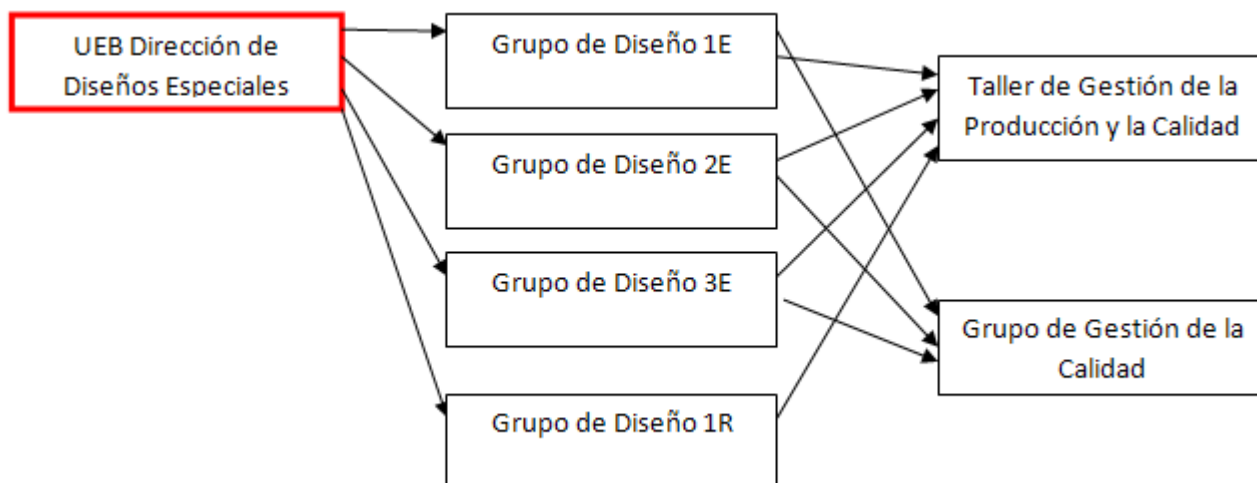 UEB Dirección de
Diseños Especiales
Grupo de Diseño 1E
Grupo de Diseño 2E
Grupo de Diseño 3E
Grupo de Diseño 1R
Taller de Gestión de la
Producción y la Calidad
Grupo de Gestión de la
Calidad